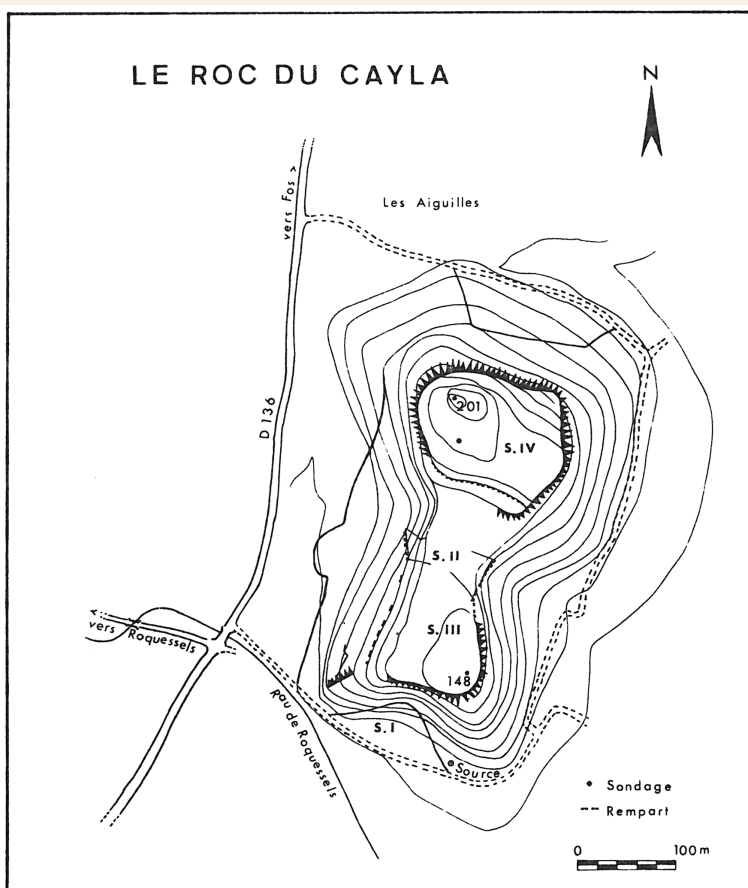 LE ROC DU CAYLA
N
vers Fos >
Les Aiguilles
D 136
201
S. IV
S. II
< vers Roquessels
S. III
148
S. I
Rau de Roquessels
Source
Sondage
Rempart
0 100 m